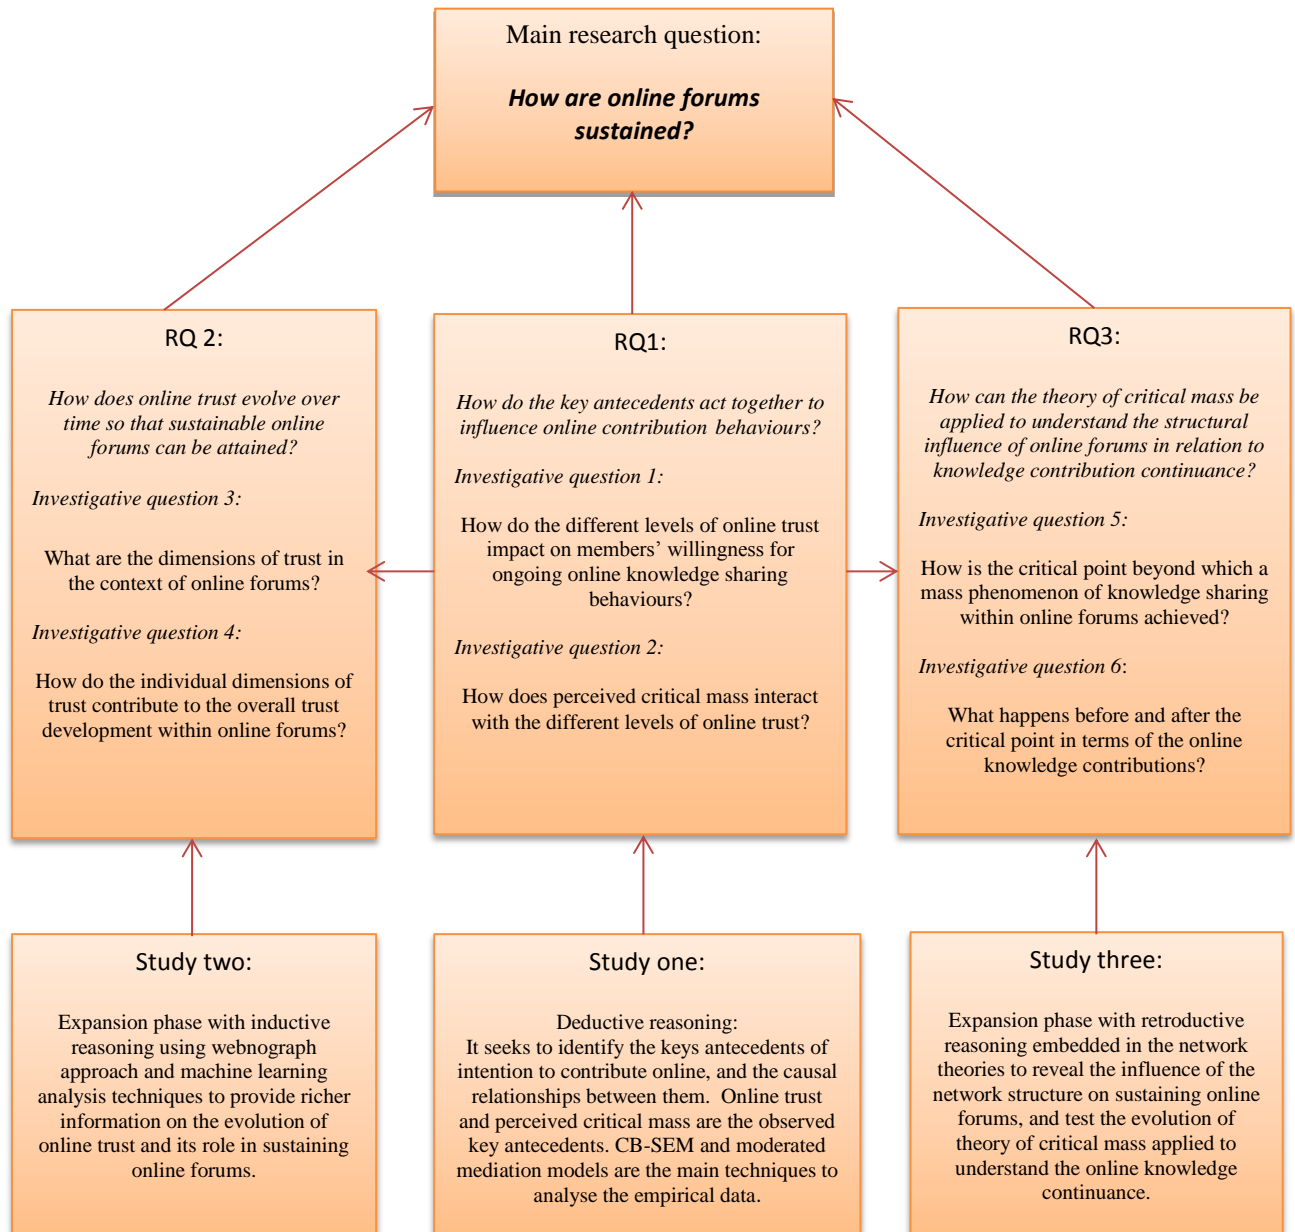 Main research question:
How are online forums
sustained?
RQ 2:
How does online trust evolve over
time so that sustainable online
forums can be attained?
Investigative question 3:
What are the dimensions of trust in
the context of online forums?
Investigative question 4:
How do the individual dimensions of
trust contribute to the overall trust
development within online forums?
RQ1:
How do the key antecedents act together to
influence online contribution behaviours?
Investigative question 1:
How do the different levels of online trust
impact on members’ willingness for
ongoing online knowledge sharing
behaviours?
Investigative question 2:
How does perceived critical mass interact
with the different levels of online trust?
RQ3:
How can the theory of critical mass be
applied to understand the structural
influence of online forums in relation to
knowledge contribution continuance?
Investigative question 5:
How is the critical point beyond which a
mass phenomenon of knowledge sharing
within online forums achieved?
Investigative question 6:
What happens before and after the
critical point in terms of the online
knowledge contributions?
Study two:
Expansion phase with inductive
reasoning using webnograph
approach and machine learning
analysis techniques to provide richer
information on the evolution of
online trust and its role in sustaining
online forums.
Study one:
Deductive reasoning:
It seeks to identify the keys antecedents of
intention to contribute online, and the causal
relationships between them. Online trust
and perceived critical mass are the observed
key antecedents. CB-SEM and moderated
mediation models are the main techniques to
analyse the empirical data.
Study three:
Expansion phase with retroductive
reasoning embedded in the network
theories to reveal the influence of the
network structure on sustaining online
forums, and test the evolution of
theory of critical mass applied to
understand the online knowledge
continuance.